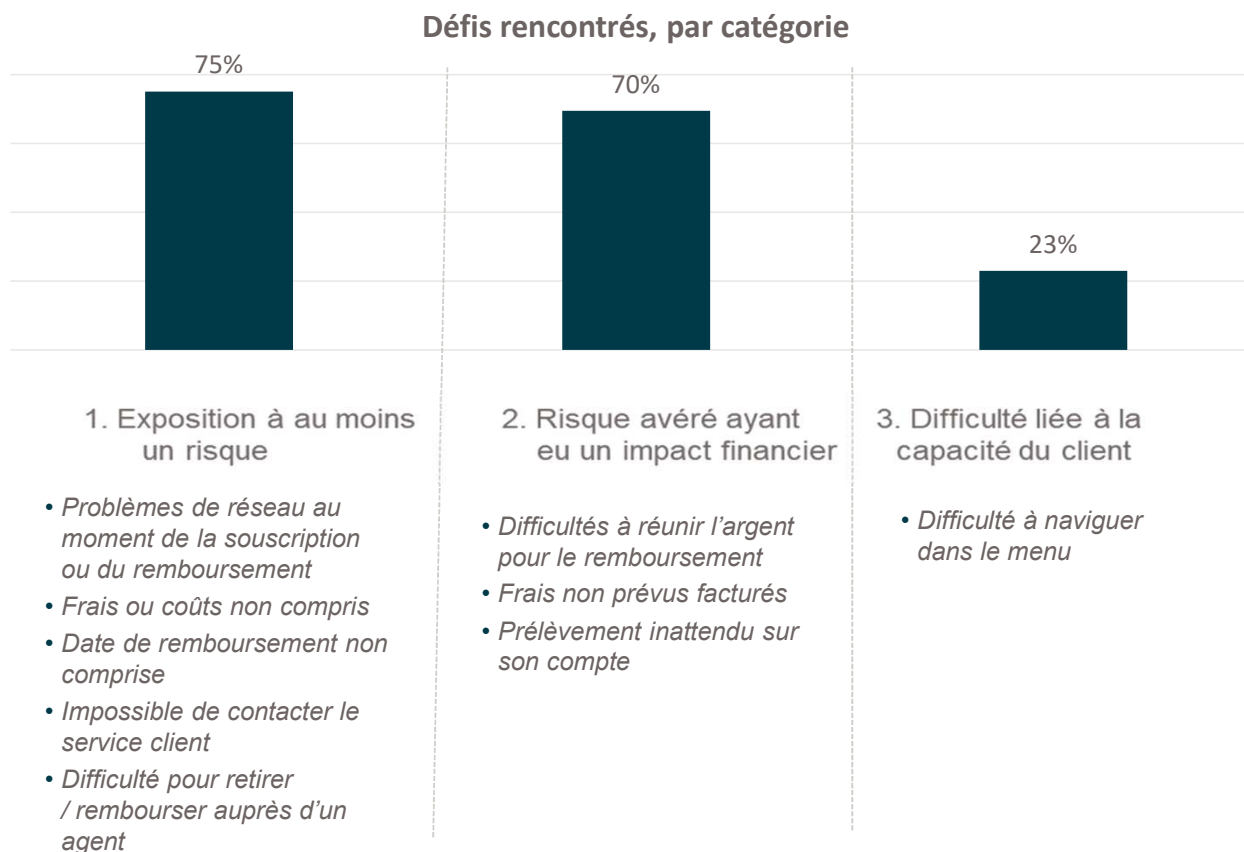 Défis rencontrés, par catégorie
75%
70%
23%
1. Exposition à au moins
un risque
• Problèmes de réseau au
moment de la souscription
ou du remboursement
• Frais ou coûts non compris
• Date de remboursement non
comprise
• Impossible de contacter le
service client
• Difficulté pour retirer
/ rembourser auprès d’un
agent
2. Risque avéré ayant
eu un impact financier
• Difficultés à réunir l’argent
pour le remboursement
• Frais non prévus facturés
• Prélèvement inattendu sur
son compte
3. Difficulté liée à la
capacité du client
• Difficulté à naviguer
dans le menu